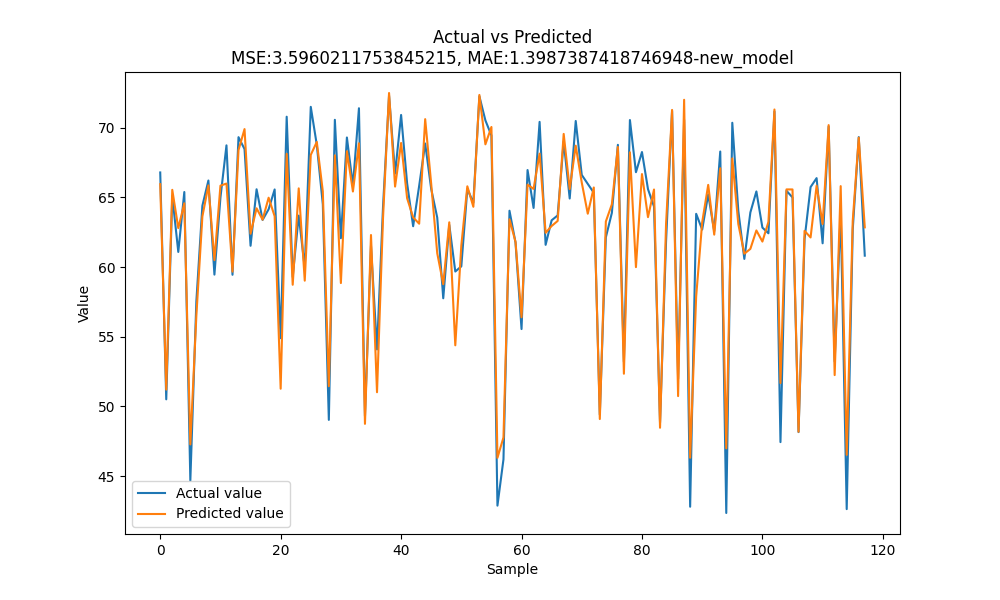 Actual vs Predicted
MSE:3.5960211753845215, MAE:1.3987387418746948-new_model
Value
70
65
60
55
50
45
Actual value
Predicted value
0 20 40 60 80 100 120
Sample